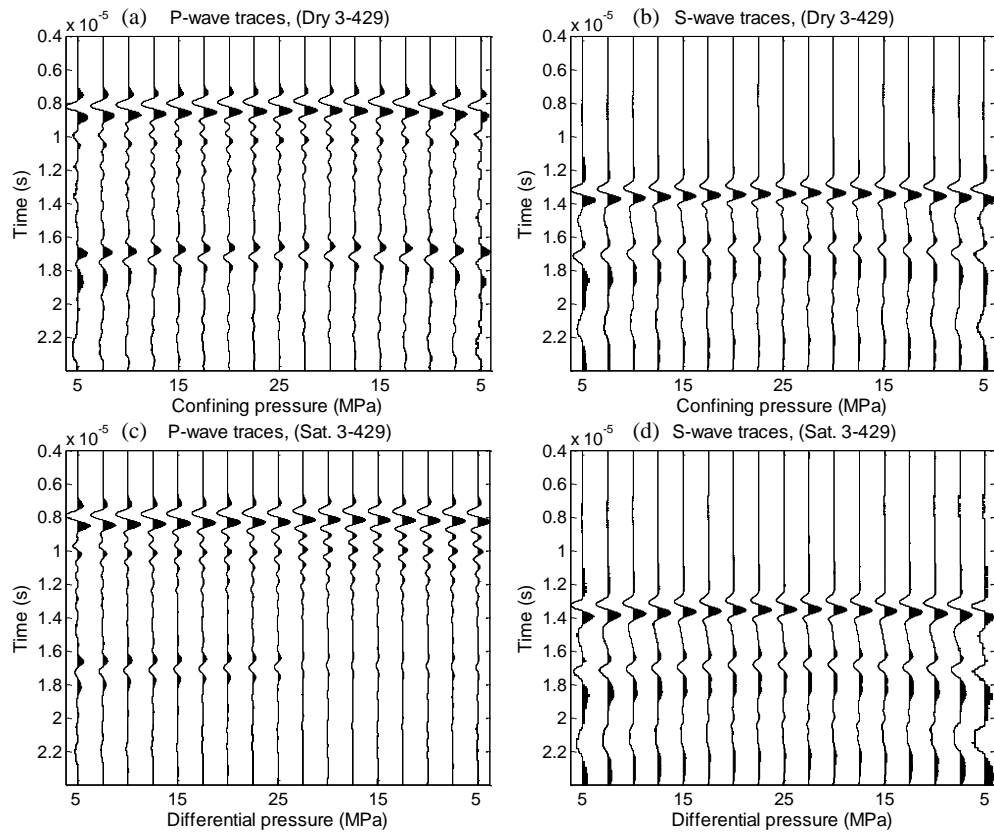 (a) P-wave traces, (Dry 3-429)
x 10-5
0.4
0.6
0.8
1
1.2
1.4
1.6
1.8
2
2.2
Time (s)
5 15 25 15 5
Confining pressure (MPa)
(b) S-wave traces, (Dry 3-429)
x 10-5
0.4
0.6
0.8
1
1.2
1.4
1.6
1.8
2
2.2
Time (s)
5 15 25 15 5
Confining pressure (MPa)
(c) P-wave traces, (Sat. 3-429)
x 10-5
0.4
0.6
0.8
1
1.2
1.4
1.6
1.8
2
2.2
Time (s)
5 15 25 15 5
Differential pressure (MPa)
(d) S-wave traces, (Sat. 3-429)
x 10-5
0.4
0.6
0.8
1
1.2
1.4
1.6
1.8
2
2.2
Time (s)
5 15 25 15 5
Differential pressure (MPa)